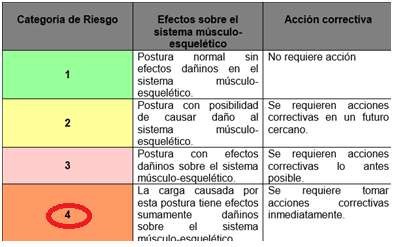 Categoría de Riesgo
Efectos sobre el
sistema músculo-
esquelético
Acción correctiva
1
Postura normal sin
efectos dañinos en el
sistema músculo-
esquelético.
No requiere acción
2
Postura con posibilidad
de causar daño al
sistema músculo-
esquelético.
Se requieren acciones
correctivas en un futuro
cercano.
3
Postura con efectos
dañinos sobre el sistema
músculo-esquelético.
Se requieren acciones
correctivas lo antes
posible.
4
La carga causada por
esta postura tiene efectos
sumamente dañinos
sobre el sistema
músculo-esquelético.
Se requiere tomar
acciones correctivas
inmediatamente.